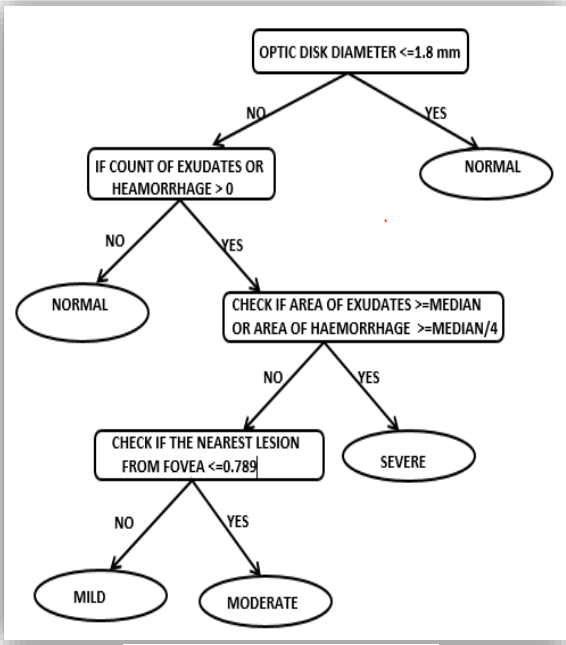 OPTIC DISK DIAMETER <=1.8 mm
NO
YES
IF COUNT OF EXUDATES OR
HEAMORRHAGE > 0
NORMAL
NO
YES
NORMAL
CHECK IF AREA OF EXUDATES >=MEDIAN
OR AREA OF HAEMORRHAGE >=MEDIAN/4
NO
YES
CHECK IF THE NEAREST LESION
FROM FOVEA <=0.789
SEVERE
NO
YES
MILD
MODERATE